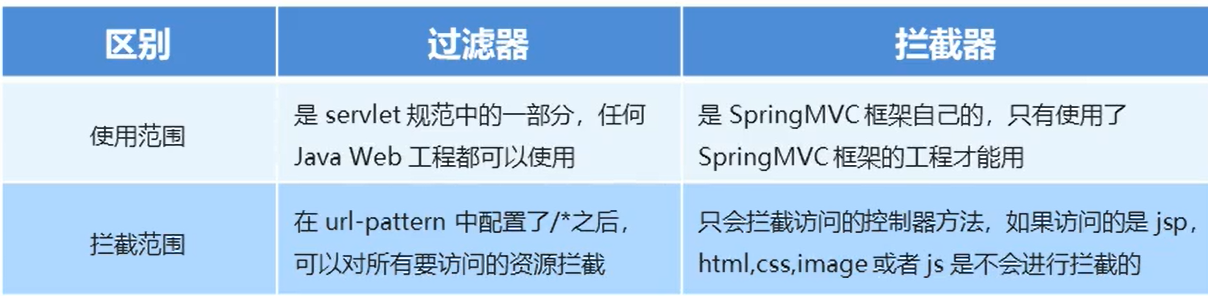 区别
过滤器
拦截器
使用范围
是 servlet 规范中的一部分，任何
Java Web 工程都可以使用
是 SpringMVC 框架自己的，只有使用了
SpringMVC 框架的工程才能用
拦截范围
在 url-pattern 中配置了/*之后，
可以对所有要访问的资源拦截
只会拦截访问的控制器方法，如果访问的是 jsp，
html,css,image 或者 js 是不会进行拦截的